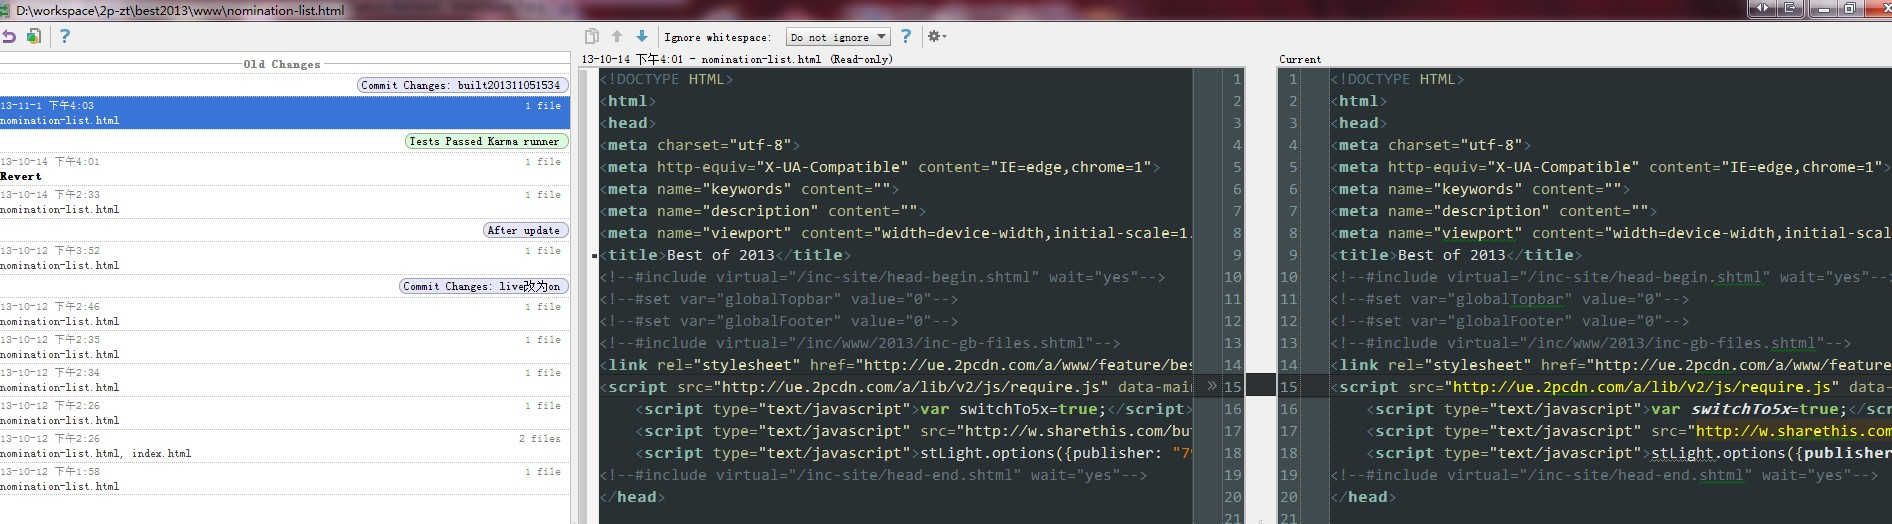 D:\workspace\2p-zt\best2013\www\nomination-list.html
Old Changes
Commit Changes: built201311051534
13-11-1 下午4:03 1 file
nomination-list.html
Tests Passed Karma runner
13-10-14 下午4:01 1 file
Revert
13-10-14 下午2:33 1 file
nomination-list.html
After update
13-10-12 下午3:52 1 file
nomination-list.html
Commit Changes: live改为on
13-10-12 下午2:46 1 file
nomination-list.html
13-10-12 下午2:35 1 file
nomination-list.html
13-10-12 下午2:34 1 file
nomination-list.html
13-10-12 下午2:26 1 file
nomination-list.html
13-10-12 下午2:26 2 files
nomination-list.html, index.html
13-10-12 下午1:58 1 file
nomination-list.html
Ignore whitespace: Do not ignore
13-10-14 下午4:01 - nomination-list.html (Read-only)
<!DOCTYPE HTML> 1
<html> 2
<head> 3
<meta charset="utf-8"> 4
<meta http-equiv="X-UA-Compatible" content="IE=edge,chrome=1"> 5
<meta name="keywords" content=""> 6
<meta name="description" content=""> 7
<meta name="viewport" content="width=device-width,initial-scale=1. 8
<title>Best of 2013</title> 9
<!--#include virtual="/inc-site/head-begin.shtml" wait="yes"--> 10
<!--#set var="globalTopbar" value="0"--> 11
<!--#set var="globalFooter" value="0"--> 12
<!--#include virtual="/inc/www/2013/inc-gb-files.shtml"--> 13
<link rel="stylesheet" href="http://ue.2pcdn.com/a/www/feature/bes 14
<script src="http://ue.2pcdn.com/a/lib/v2/js/require.js" data-mai » 15
<script type="text/javascript">var switchTo5x=true;</script> 16
<script type="text/javascript" src="http://w.sharethis.com/bu 17
<script type="text/javascript">stLight.options({publisher: "7 18
<!--#include virtual="/inc-site/head-end.shtml" wait="yes"--> 19
</head> 20
21
Current
1 <!DOCTYPE HTML>
2 <html>
3 <head>
4 <meta charset="utf-8">
5 <meta http-equiv="X-UA-Compatible" content="IE=edge,chrome=1">
6 <meta name="keywords" content="">
7 <meta name="description" content="">
8 <meta name="viewport" content="width=device-width,initial-scal
9 <title>Best of 2013</title>
10 <!--#include virtual="/inc-site/head-begin.shtml" wait="yes"-->
11 <!--#set var="globalTopbar" value="0"-->
12 <!--#set var="globalFooter" value="0"-->
13 <!--#include virtual="/inc/www/2013/inc-gb-files.shtml"-->
14 <link rel="stylesheet" href="http://ue.2pcdn.com/a/www/feature
15 <script src="http://ue.2pcdn.com/a/lib/v2/js/require.js" data-
16 <script type="text/javascript">var switchTo5x=true;</scr
17 <script type="text/javascript" src="http://w.sharethis.com
18 <script type="text/javascript">stLight.options({publisher
19 <!--#include virtual="/inc-site/head-end.shtml" wait="yes"-->
20 </head>
21